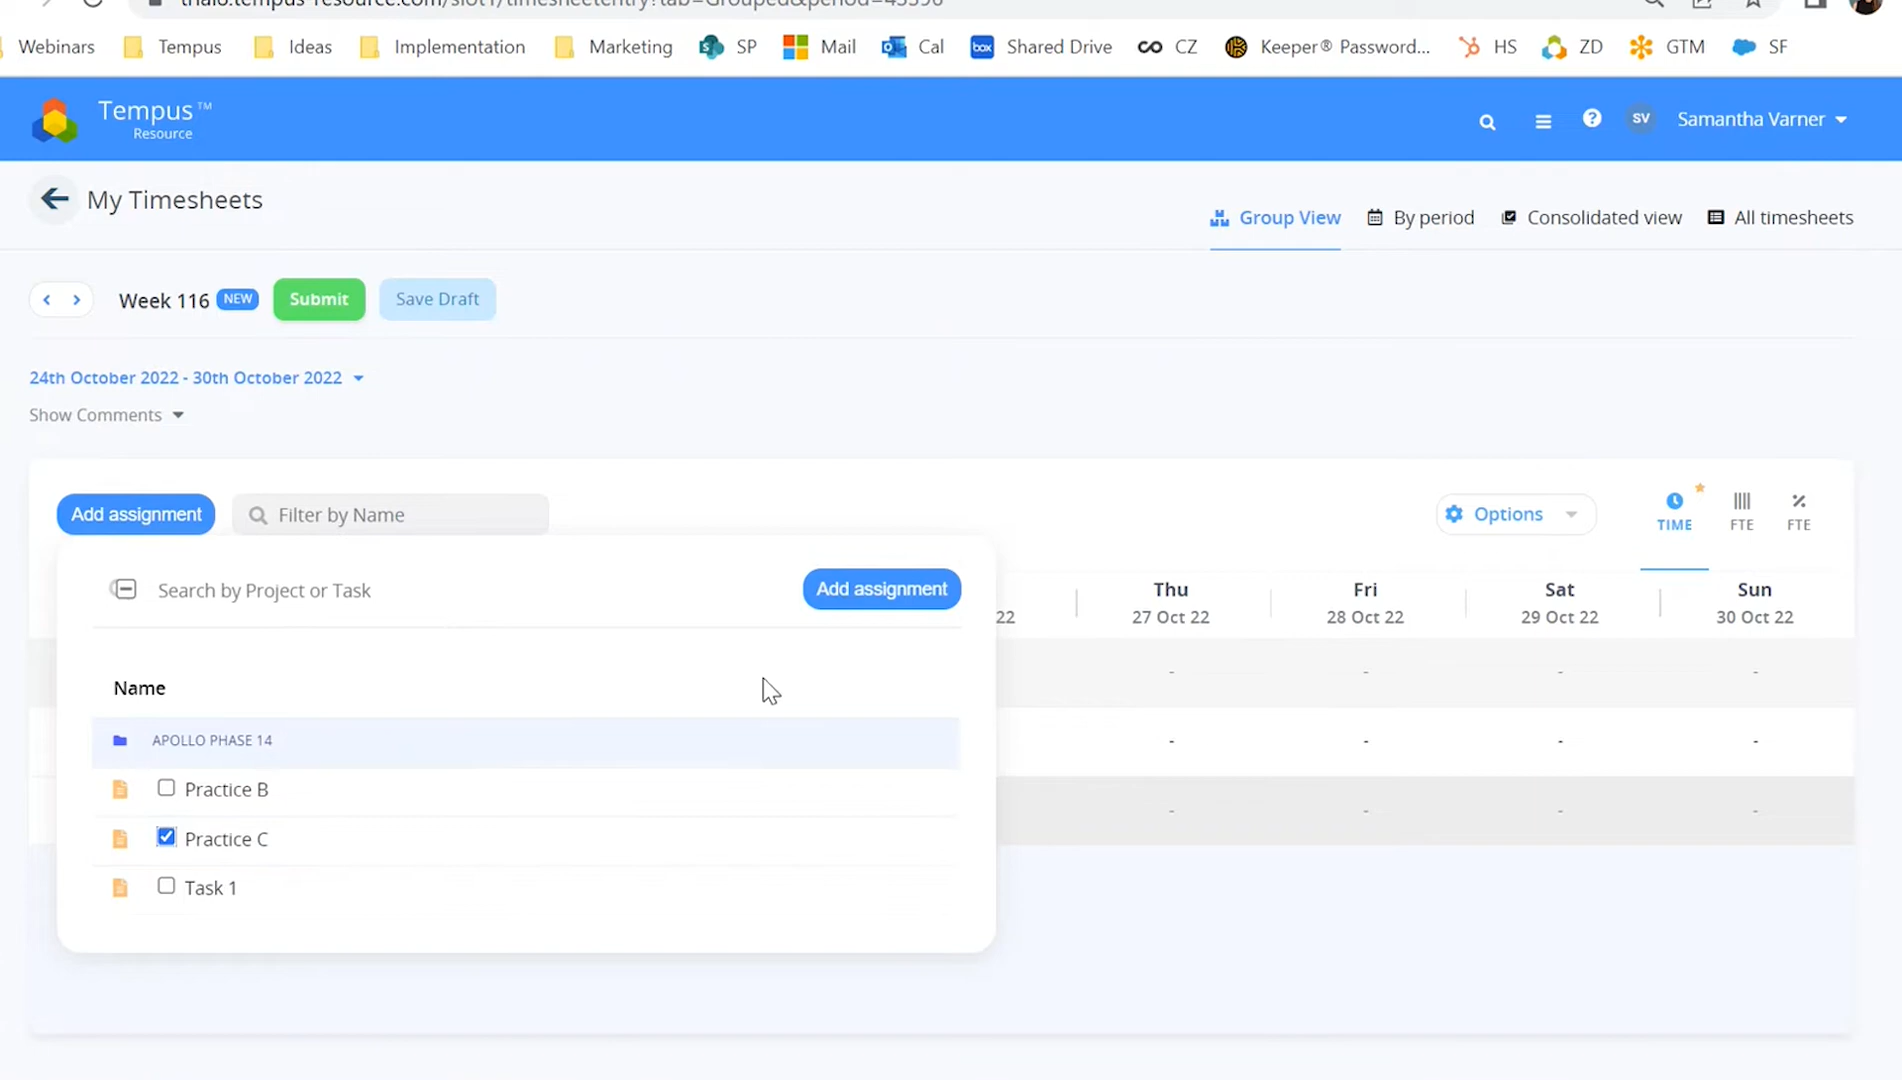 Webinars Tempus Ideas Implementation Marketing SP Mail Cal box Shared Drive CZ Keeper® Password... HS ZD GTM SF
Tempus™
Resource
SV Samantha Varner
My Timesheets
Group View By period Consolidated view All timesheets
Week 116 NEW Submit Save Draft
24th October 2022 - 30th October 2022
Show Comments
Add assignment Filter by Name Options TIME FTE FTE
Search by Project or Task Add assignment
Thu Fri Sat Sun
22 27 Oct 22 28 Oct 22 29 Oct 22 30 Oct 22
- - - -
Name
APOLLO PHASE 14
- - - -
Practice B
- - - -
Practice C
Task 1